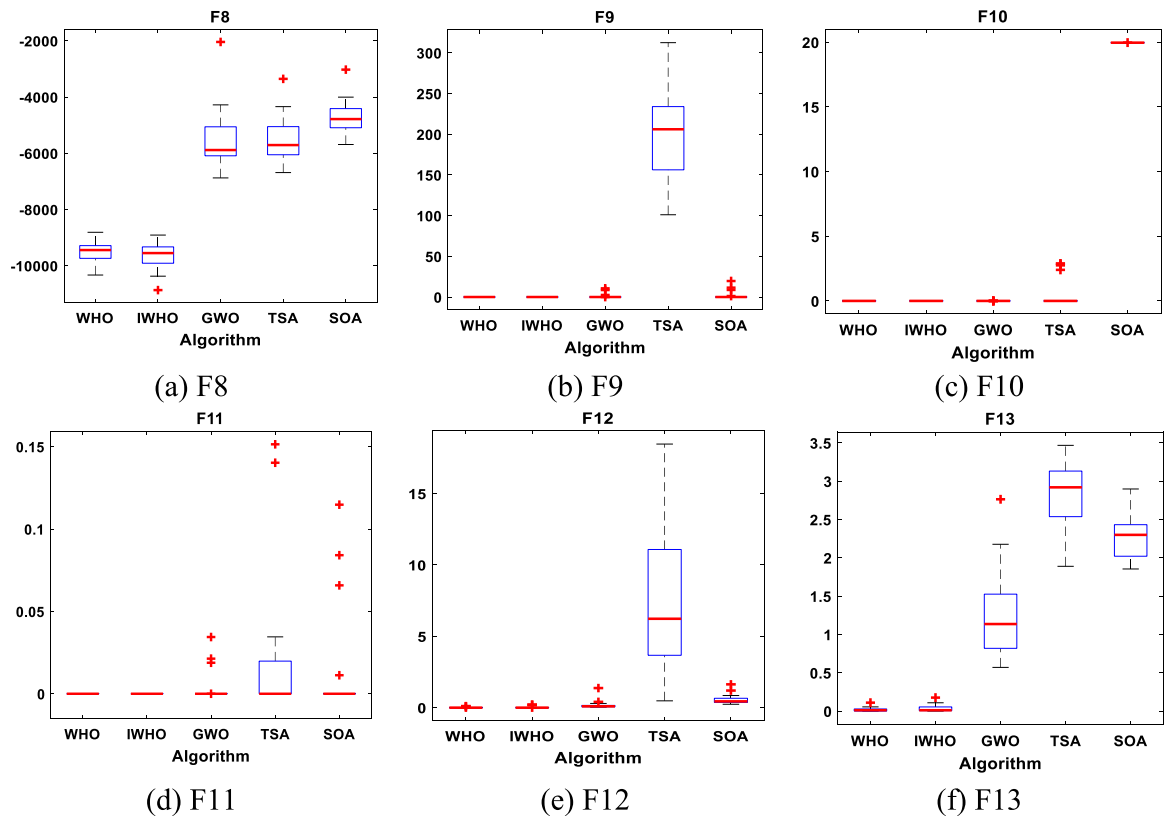 F8
-2000
-4000
-6000
-8000
-10000
WHO IWHO GWO TSA SOA
Algorithm
(a) F8
F9
300
250
200
150
100
50
0
WHO IWHO GWO TSA SOA
Algorithm
(b) F9
F10
20
15
10
5
0
WHO IWHO GWO TSA SOA
Algorithm
(c) F10
F11
0.15
0.1
0.05
0
WHO IWHO GWO TSA SOA
Algorithm
(d) F11
F12
15
10
5
0
WHO IWHO GWO TSA SOA
Algorithm
(e) F12
F13
3.5
3
2.5
2
1.5
1
0.5
0
WHO IWHO GWO TSA SOA
Algorithm
(f) F13